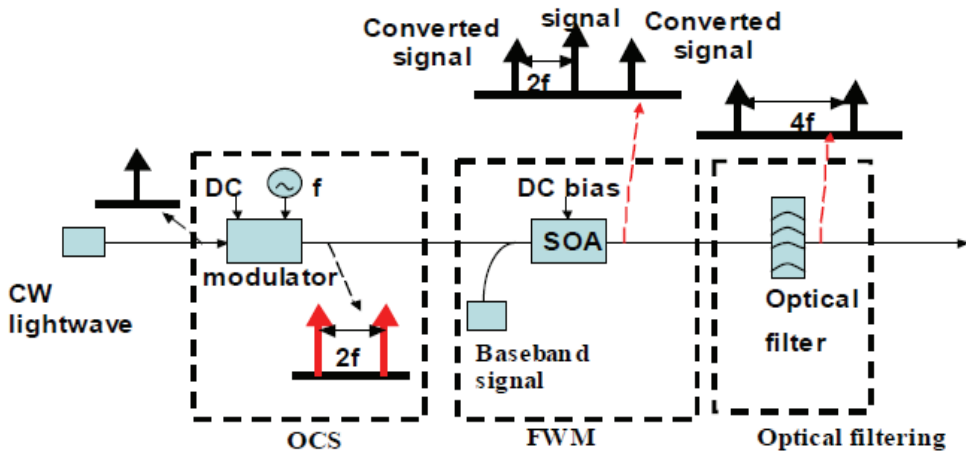 signal
Converted
signal
Converted
signal
2f
4f
DC
f
DC bias
SOA
modulator
CW
lightwave
2f
Baseband
signal
Optical
filter
OCS
FWM
Optical filtering